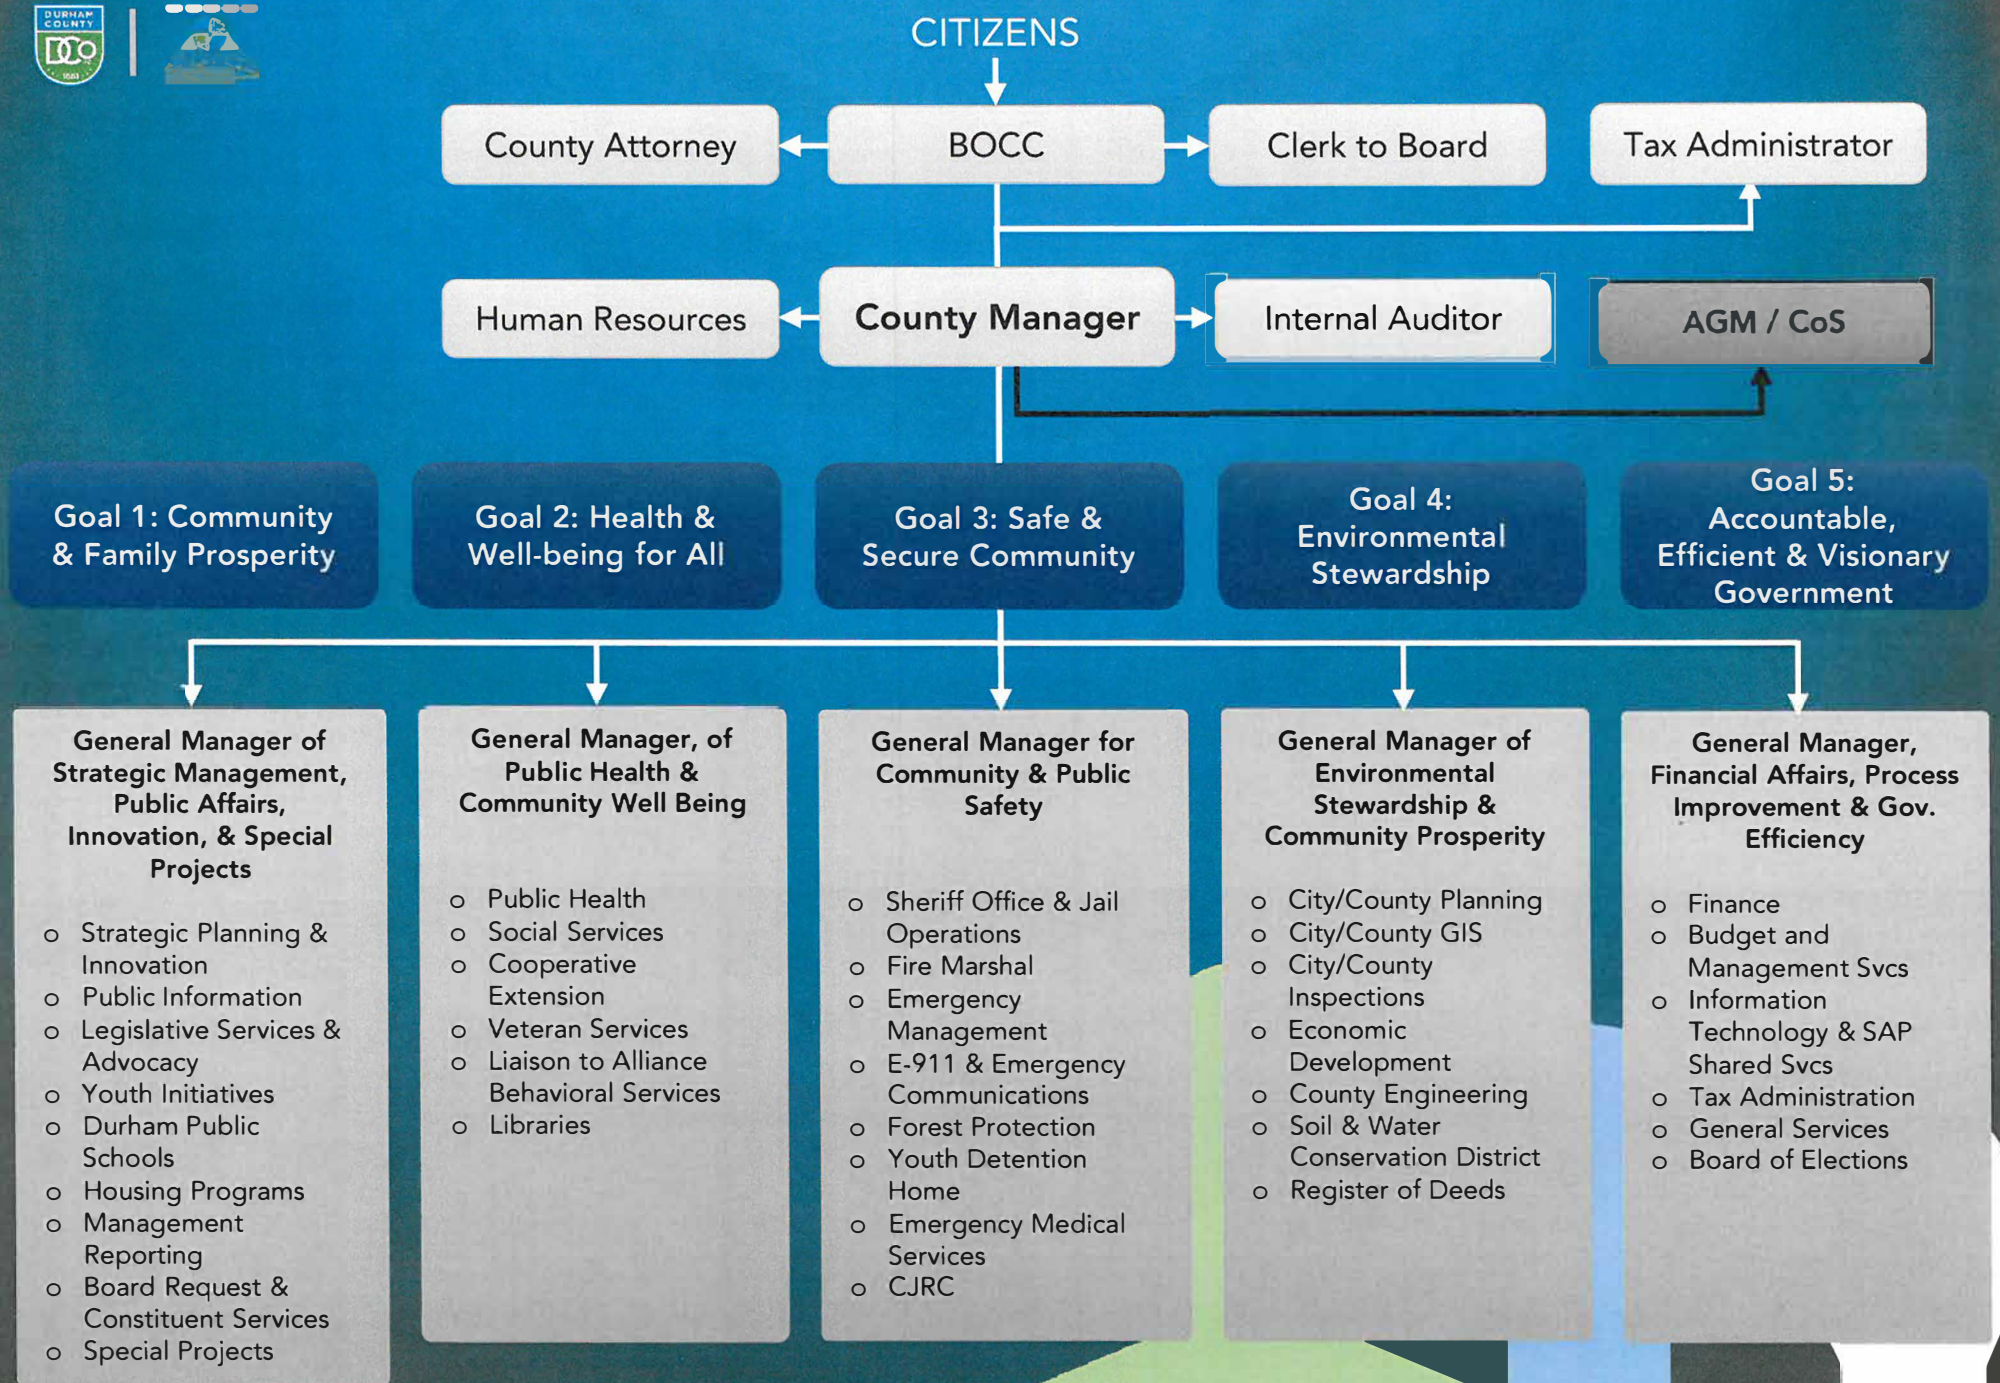 DURHAM
COUNTY
DCo
1881
CITIZENS
County Attorney
BOCC
Clerk to Board
Tax Administrator
Human Resources
County Manager
Internal Auditor
AGM / CoS
Goal 1: Community
& Family Prosperity
Goal 2: Health &
Well-being for All
Goal 3: Safe &
Secure Community
Goal 4:
Environmental
Stewardship
Goal 5:
Accountable,
Efficient & Visionary
Government
General Manager of
Strategic Management,
Public Affairs,
Innovation, & Special
Projects
o Strategic Planning &
Innovation
o Public Information
o Legislative Services &
Advocacy
o Youth Initiatives
o Durham Public
Schools
o Housing Programs
o Management
Reporting
o Board Request &
Constituent Services
o Special Projects
General Manager, of
Public Health &
Community Well Being
o Public Health
o Social Services
o Cooperative
Extension
o Veteran Services
o Liaison to Alliance
Behavioral Services
o Libraries
General Manager for
Community & Public
Safety
o Sheriff Office & Jail
Operations
o Fire Marshal
o Emergency
Management
o E-911 & Emergency
Communications
o Forest Protection
o Youth Detention
Home
o Emergency Medical
Services
o CJRC
General Manager of
Environmental
Stewardship &
Community Prosperity
o City/County Planning
o City/County GIS
o City/County
Inspections
o Economic
Development
o County Engineering
o Soil & Water
Conservation District
o Register of Deeds
General Manager,
Financial Affairs, Process
Improvement & Gov.
Efficiency
o Finance
o Budget and
Management Svcs
o Information
Technology & SAP
Shared Svcs
o Tax Administration
o General Services
o Board of Elections